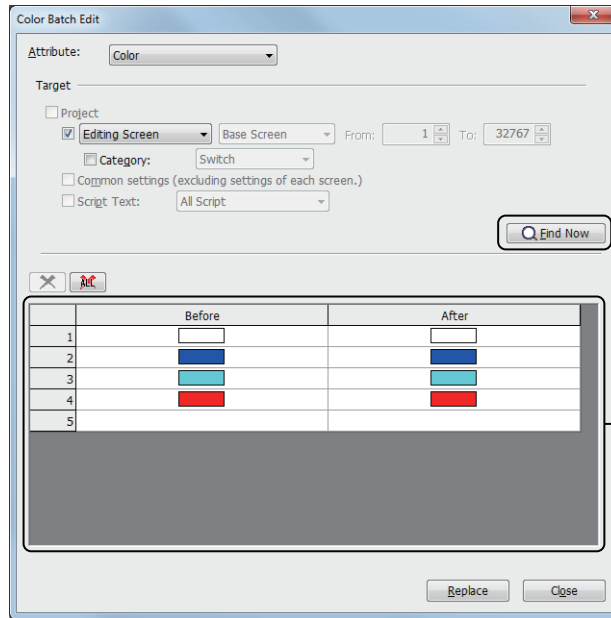 Color Batch Edit
x
Attribute: Color
Target
Project
Editing Screen Base Screen From: 1 To: 32767
Category: Switch
Common settings (excluding settings of each screen.)
Script Text: All Script
Find Now
ALL
Before After
1
2
3
4
5
Replace Close